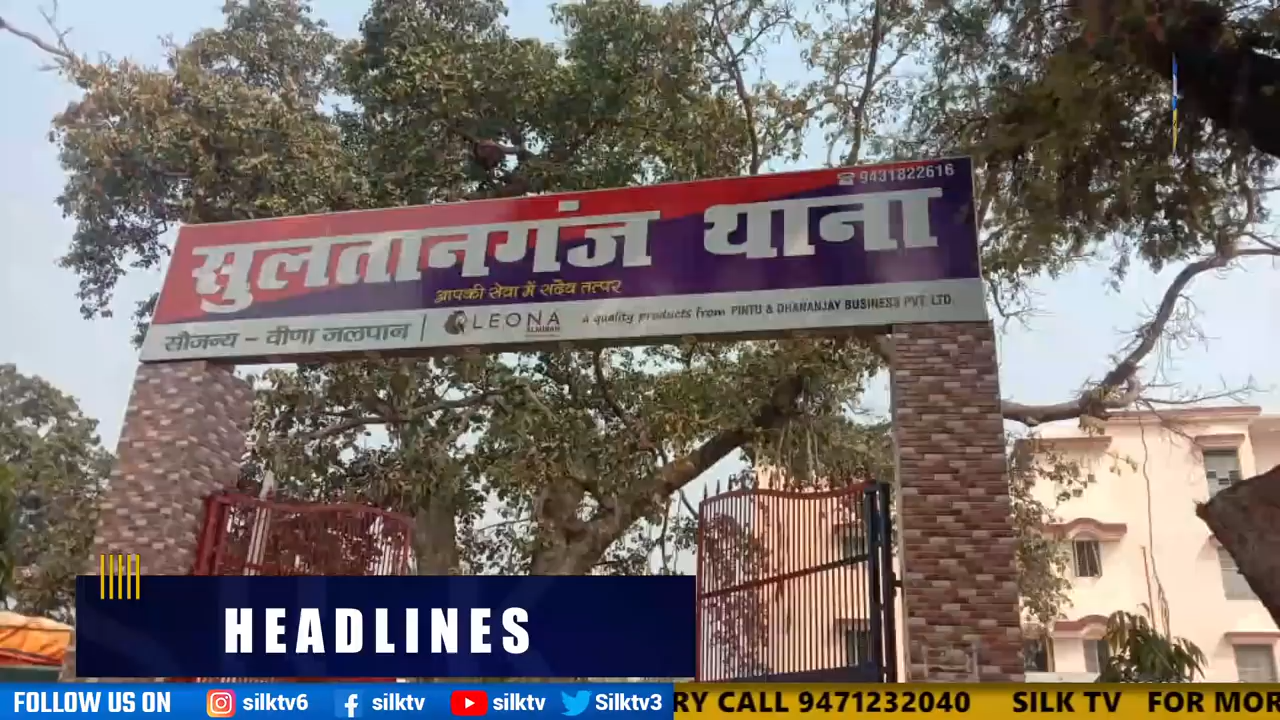 9431822616
सुलतानगंज थाना
आपकी सेवा में सदैव तत्पर
सौजन्य - वीणा जलपान | LEONA a quality products from PINTU & DHANANJAY BUSINESS PVT. LTD.
HEADLINES
FOLLOW US ON silktv6 silktv silktv Silktv3 RY CALL 9471232040 SILK TV FOR MOR